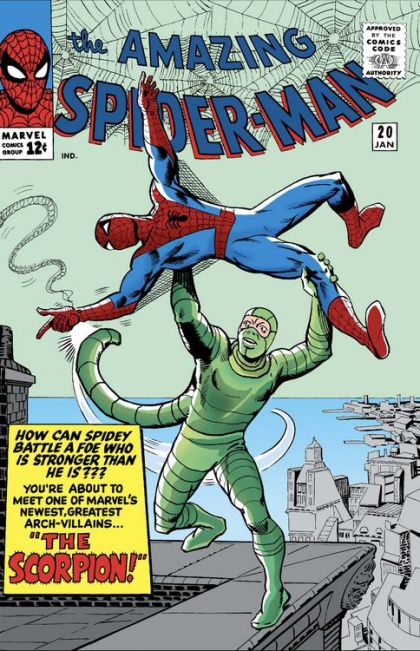 the AMAZING
SPIDER-MAN
APPROVED
BY THE
COMICS
CODE
AUTHORITY
MARVEL
COMICS
GROUP 12¢
IND.
20
JAN
HOW CAN SPIDEY
BATTLE A FOE WHO
IS STRONGER THAN
HE IS ???
YOU'RE ABOUT TO
MEET ONE OF MARVEL'S
NEWEST, GREATEST
ARCH-VILLAINS...
"THE
SCORPION!"